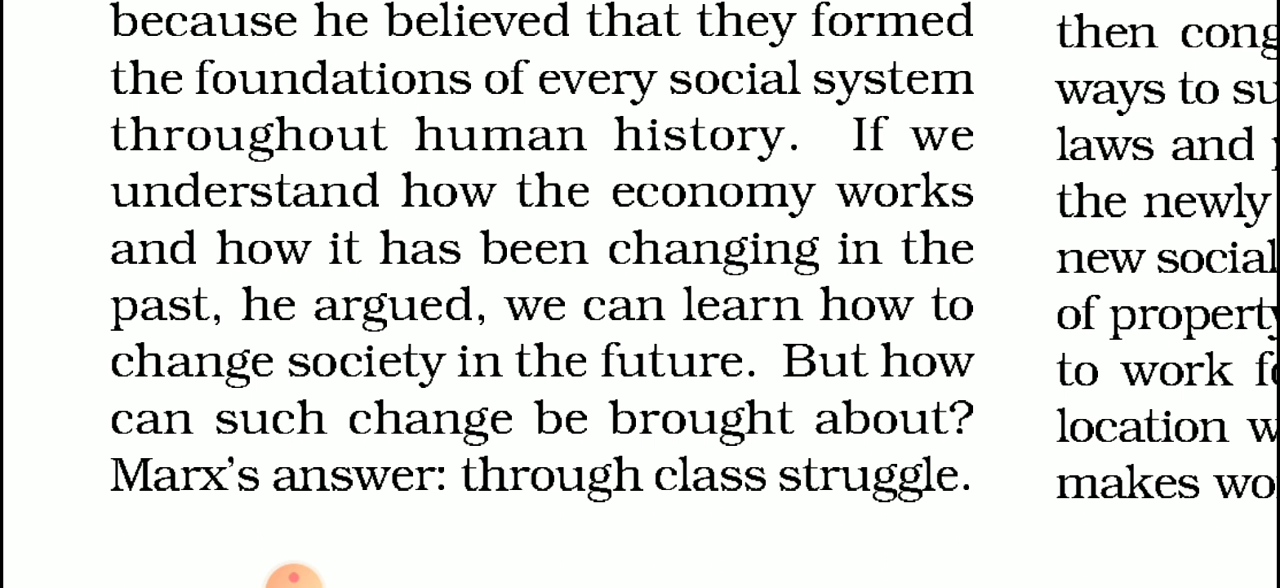 because he believed that they formed
the foundations of every social system
throughout human history. If we
understand how the economy works
and how it has been changing in the
past, he argued, we can learn how to
change society in the future. But how
can such change be brought about?
Marx's answer: through class struggle.
then
ways to
laws and
the newly
new social
of property
to work
location
makes